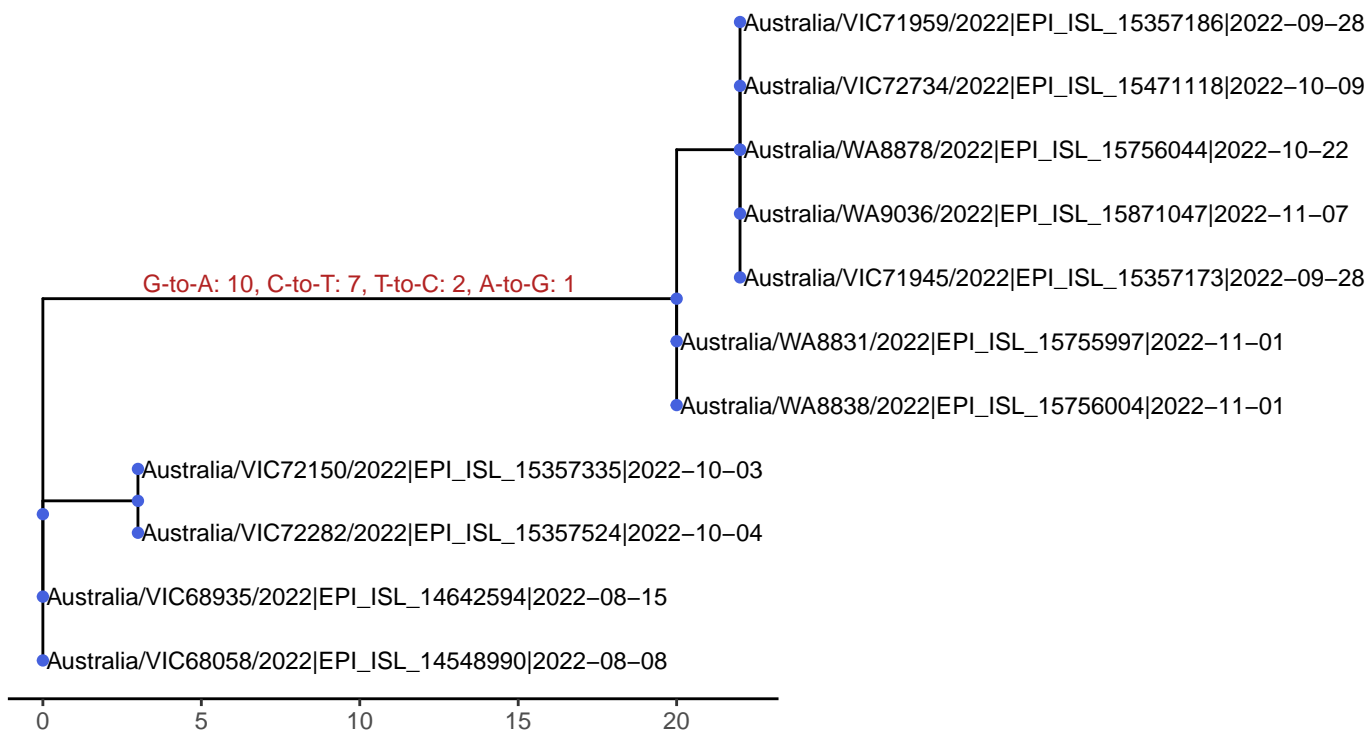 Australia/VIC71959/2022|EPI_ISL_15357186|2022−09−28
Australia/VIC72734/2022|EPI_ISL_15471118|2022−10−09
Australia/WA8878/2022|EPI_ISL_15756044|2022−10−22
Australia/WA9036/2022|EPI_ISL_15871047|2022−11−07
Australia/VIC71945/2022|EPI_ISL_15357173|2022−09−28
G-to-A: 10, C-to-T: 7, T-to-C: 2, A-to-G: 1
Australia/WA8831/2022|EPI_ISL_15755997|2022−11−01
Australia/WA8838/2022|EPI_ISL_15756004|2022−11−01
Australia/VIC72150/2022|EPI_ISL_15357335|2022−10−03
Australia/VIC72282/2022|EPI_ISL_15357524|2022−10−04
Australia/VIC68935/2022|EPI_ISL_14642594|2022−08−15
Australia/VIC68058/2022|EPI_ISL_14548990|2022−08−08
0 5 10 15 20